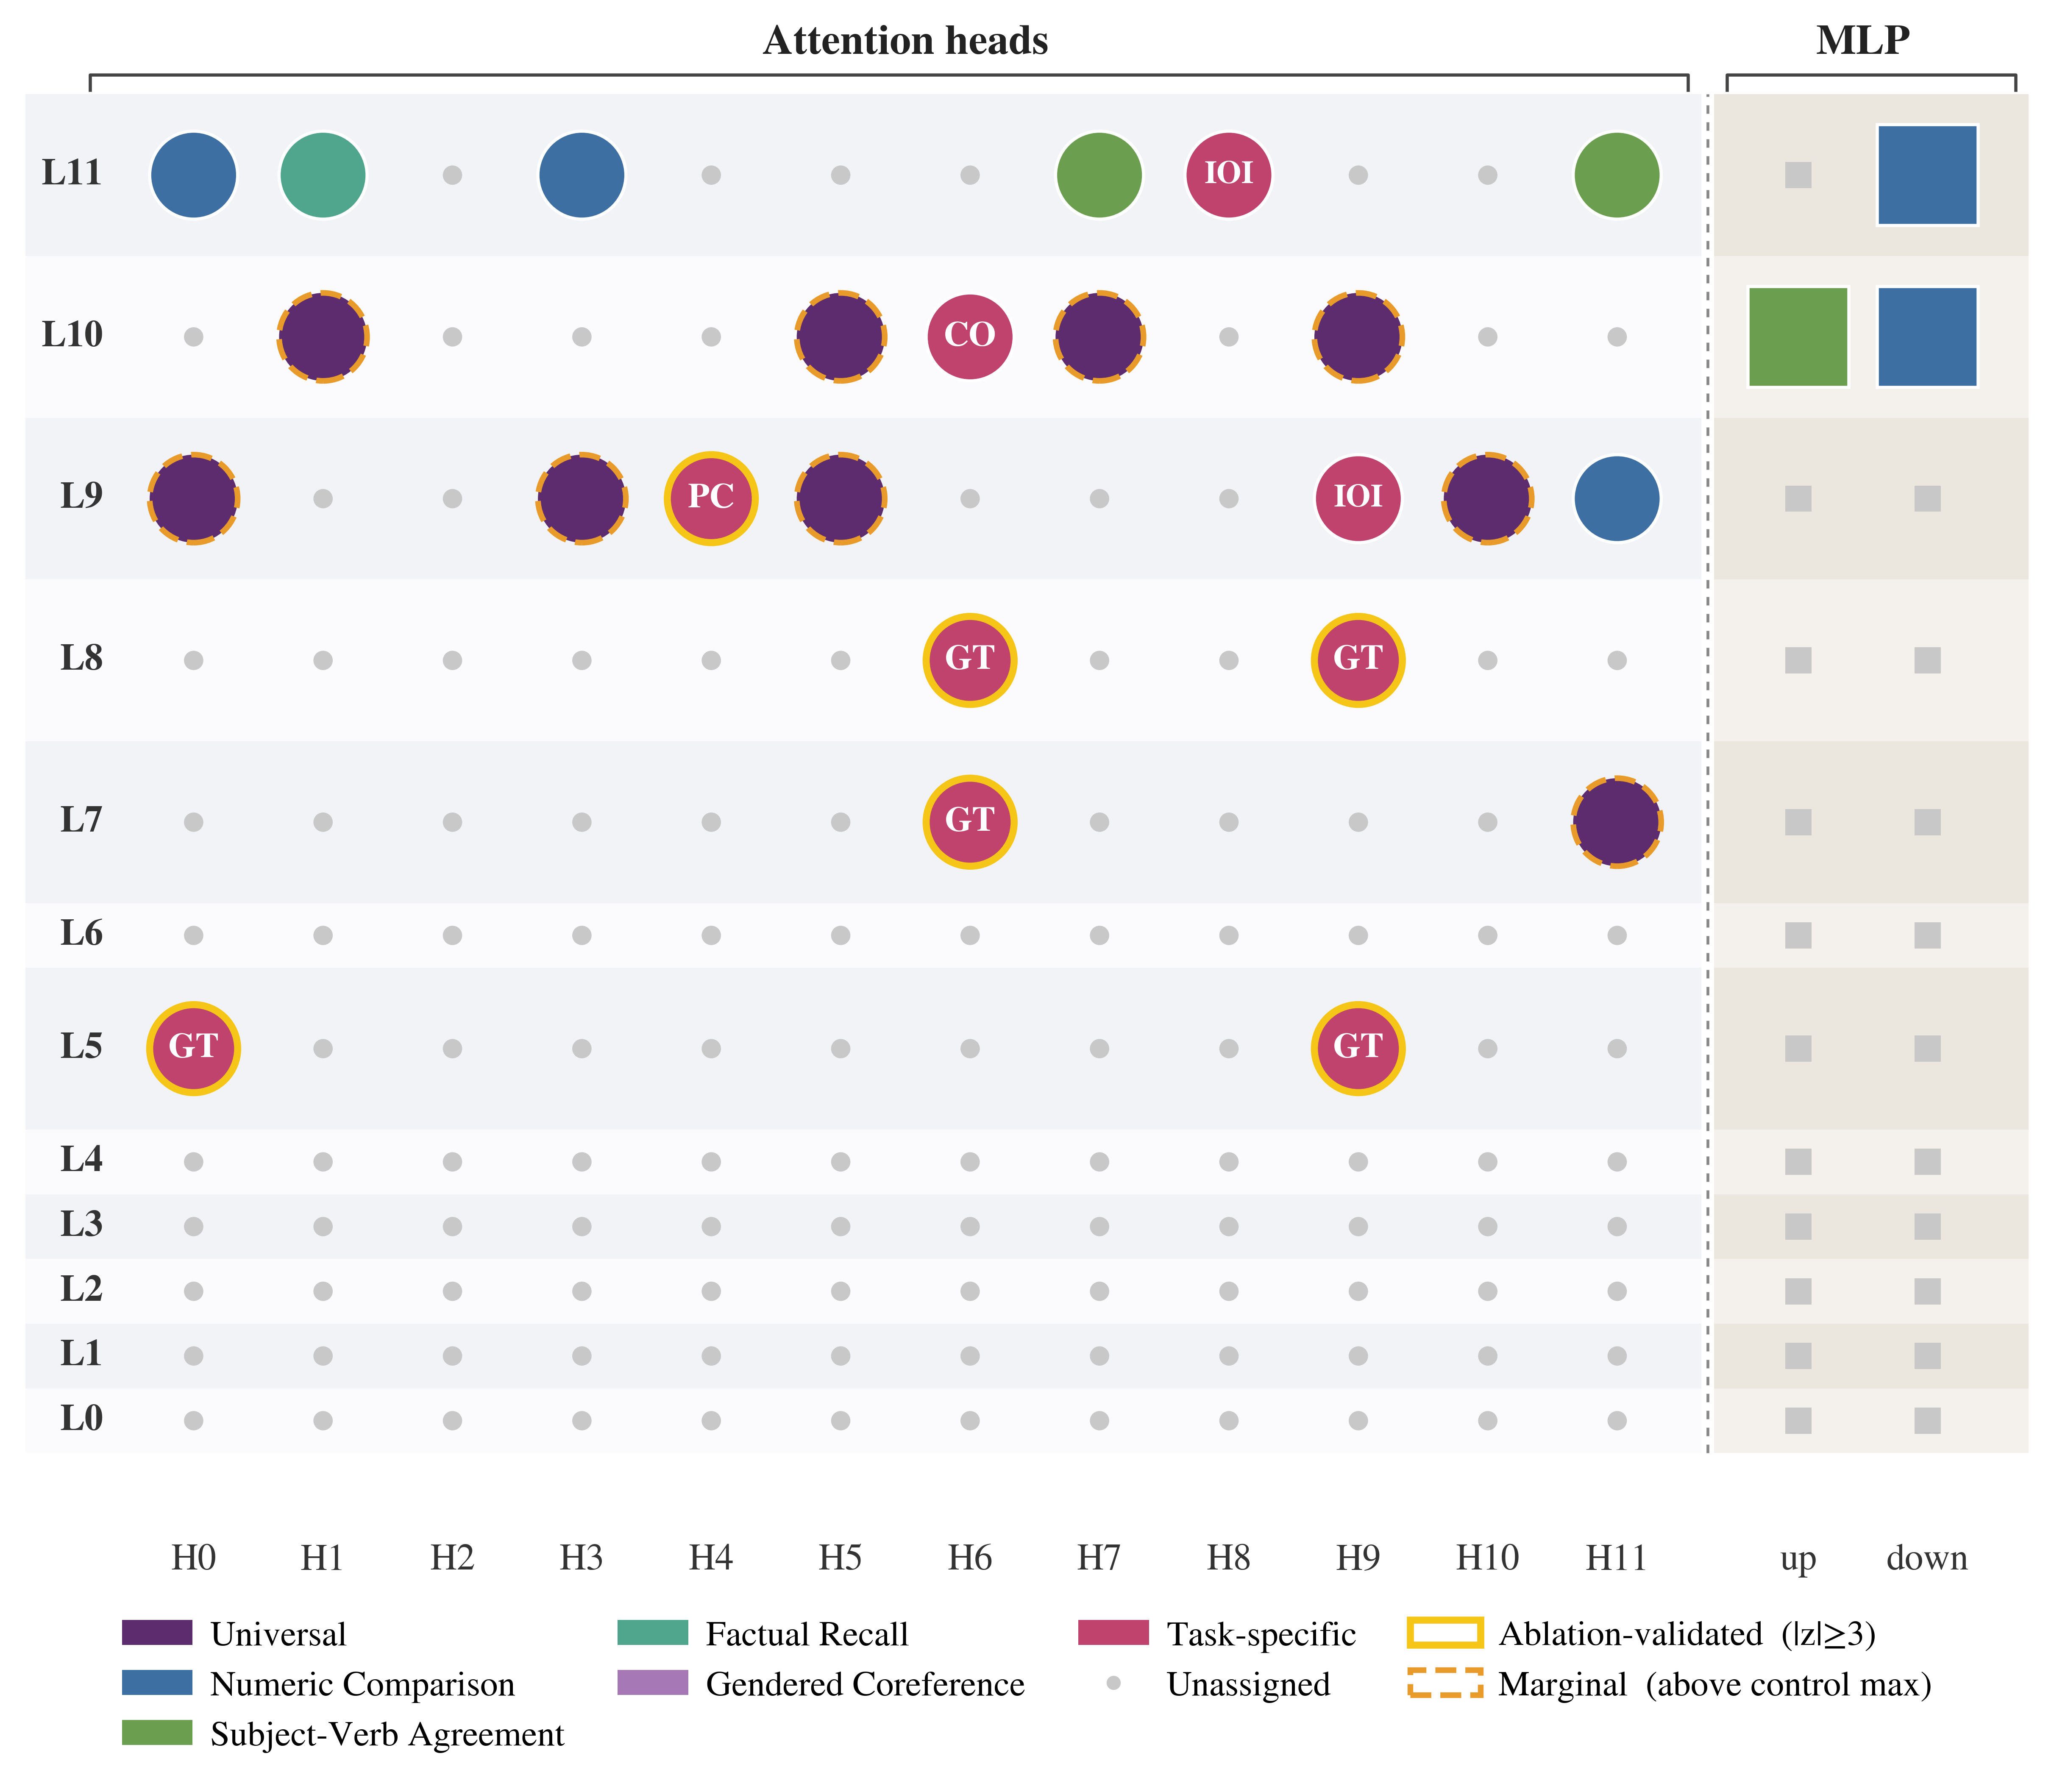 Attention heads MLP
L11 IOI
L10 CO
L9 PC IOI
L8 GT GT
L7 GT
L6
L5 GT GT
L4
L3
L2
L1
L0
H0 H1 H2 H3 H4 H5 H6 H7 H8 H9 H10 H11 up down
Universal Factual Recall Task-specific Ablation-validated (|z|≥3)
Numeric Comparison Gendered Coreference Unassigned Marginal (above control max)
Subject-Verb Agreement